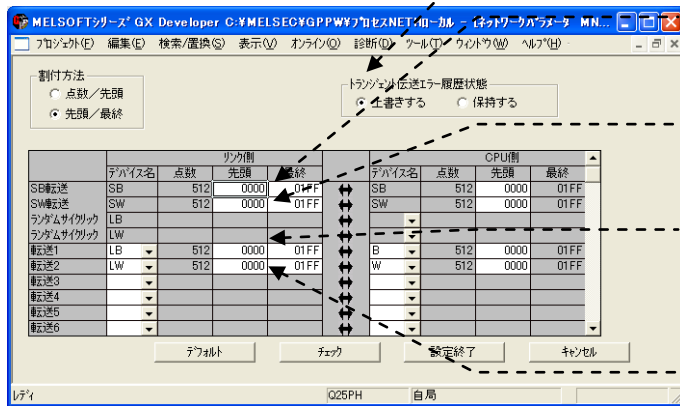 MELSOFTシリーズ GX Developer C:¥MELSEC¥GPPW¥プロセスNET¥ローカル - [ネットワークパラメータ MN...
プロジェクト(F) 編集(E) 検索/置換(S) 表示(V) オンライン(O) 診断(D) ツール(T) ウィンドウ(W) ヘルプ(H)
割付方法
点数/先頭
先頭/最終
トランジェント伝送エラー履歴状態
上書きする 保持する
リンク側 CPU側
デバイス名 点数 先頭 最終 デバイス名 点数 先頭 最終
SB転送 SB 512 0000 01FF SB 512 0000 01FF
SW転送 SW 512 0000 01FF SW 512 0000 01FF
ランダムサイクリック LB
ランダムサイクリック LW
転送1 LB 512 0000 01FF B 512 0000 01FF
転送2 LW 512 0000 01FF W 512 0000 01FF
転送3
転送4
転送5
転送6
デフォルト チェック 設定終了 キャンセル
レディ Q25PH 自局